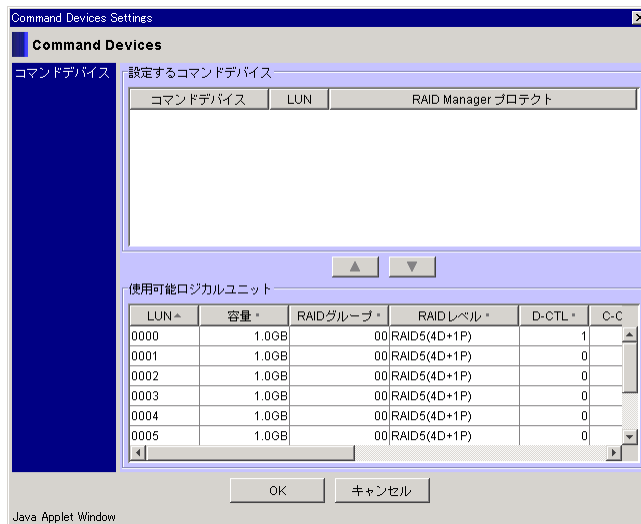 Command Devices Settings
Command Devices
コマンドデバイス
設定するコマンドデバイス
コマンドデバイス LUN RAID Manager プロテクト
使用可能ロジカルユニット
LUN 容量 RAIDグループ RAIDレベル D-CTL C-C
0000 1.0GB 00 RAID5(4D+1P) 1
0001 1.0GB 00 RAID5(4D+1P) 0
0002 1.0GB 00 RAID5(4D+1P) 0
0003 1.0GB 00 RAID5(4D+1P) 0
0004 1.0GB 00 RAID5(4D+1P) 0
0005 1.0GB 00 RAID5(4D+1P) 0
OK キャンセル
Java Applet Window